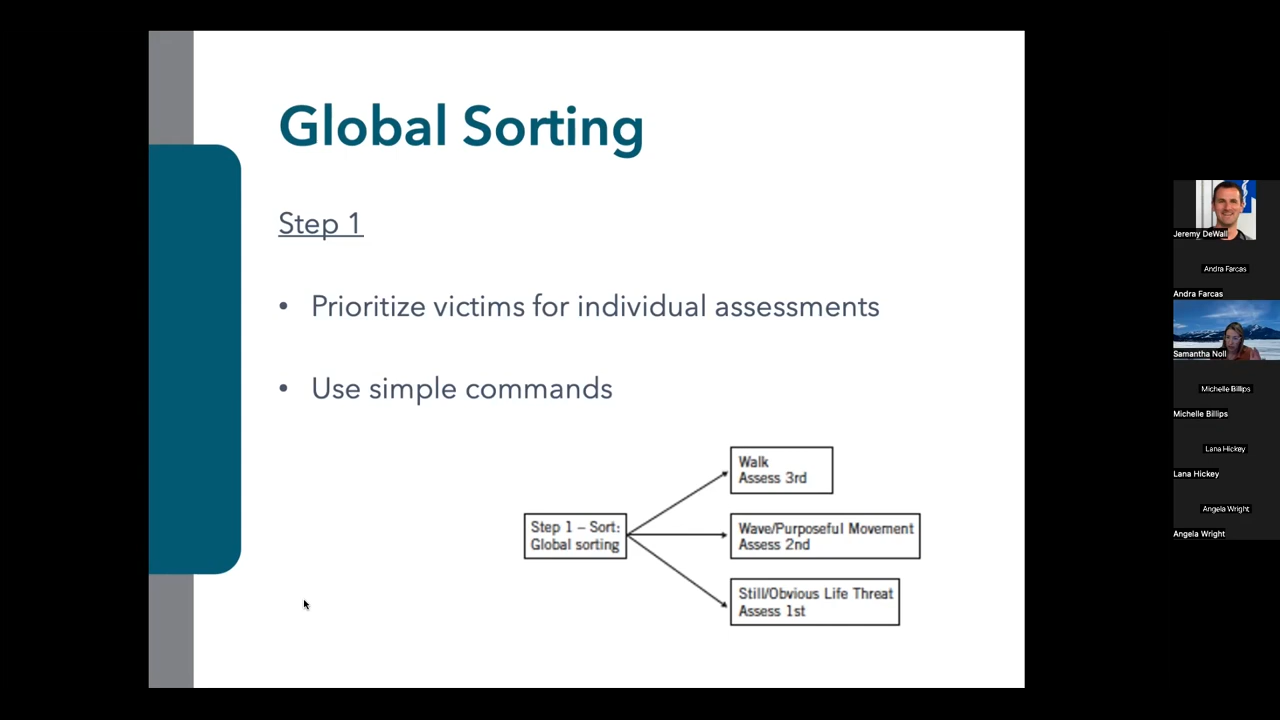 Global Sorting
Step 1
• Prioritize victims for individual assessments
• Use simple commands
Step 1 – Sort:
Global sorting
Walk
Assess 3rd
Wave/Purposeful Movement
Assess 2nd
Still/Obvious Life Threat
Assess 1st
Jeremy DeWall
Andra Farcas
Andra Farcas
Samantha Noll
Michelle Billips
Michelle Billips
Lana Hickey
Lana Hickey
Angela Wright
Angela Wright